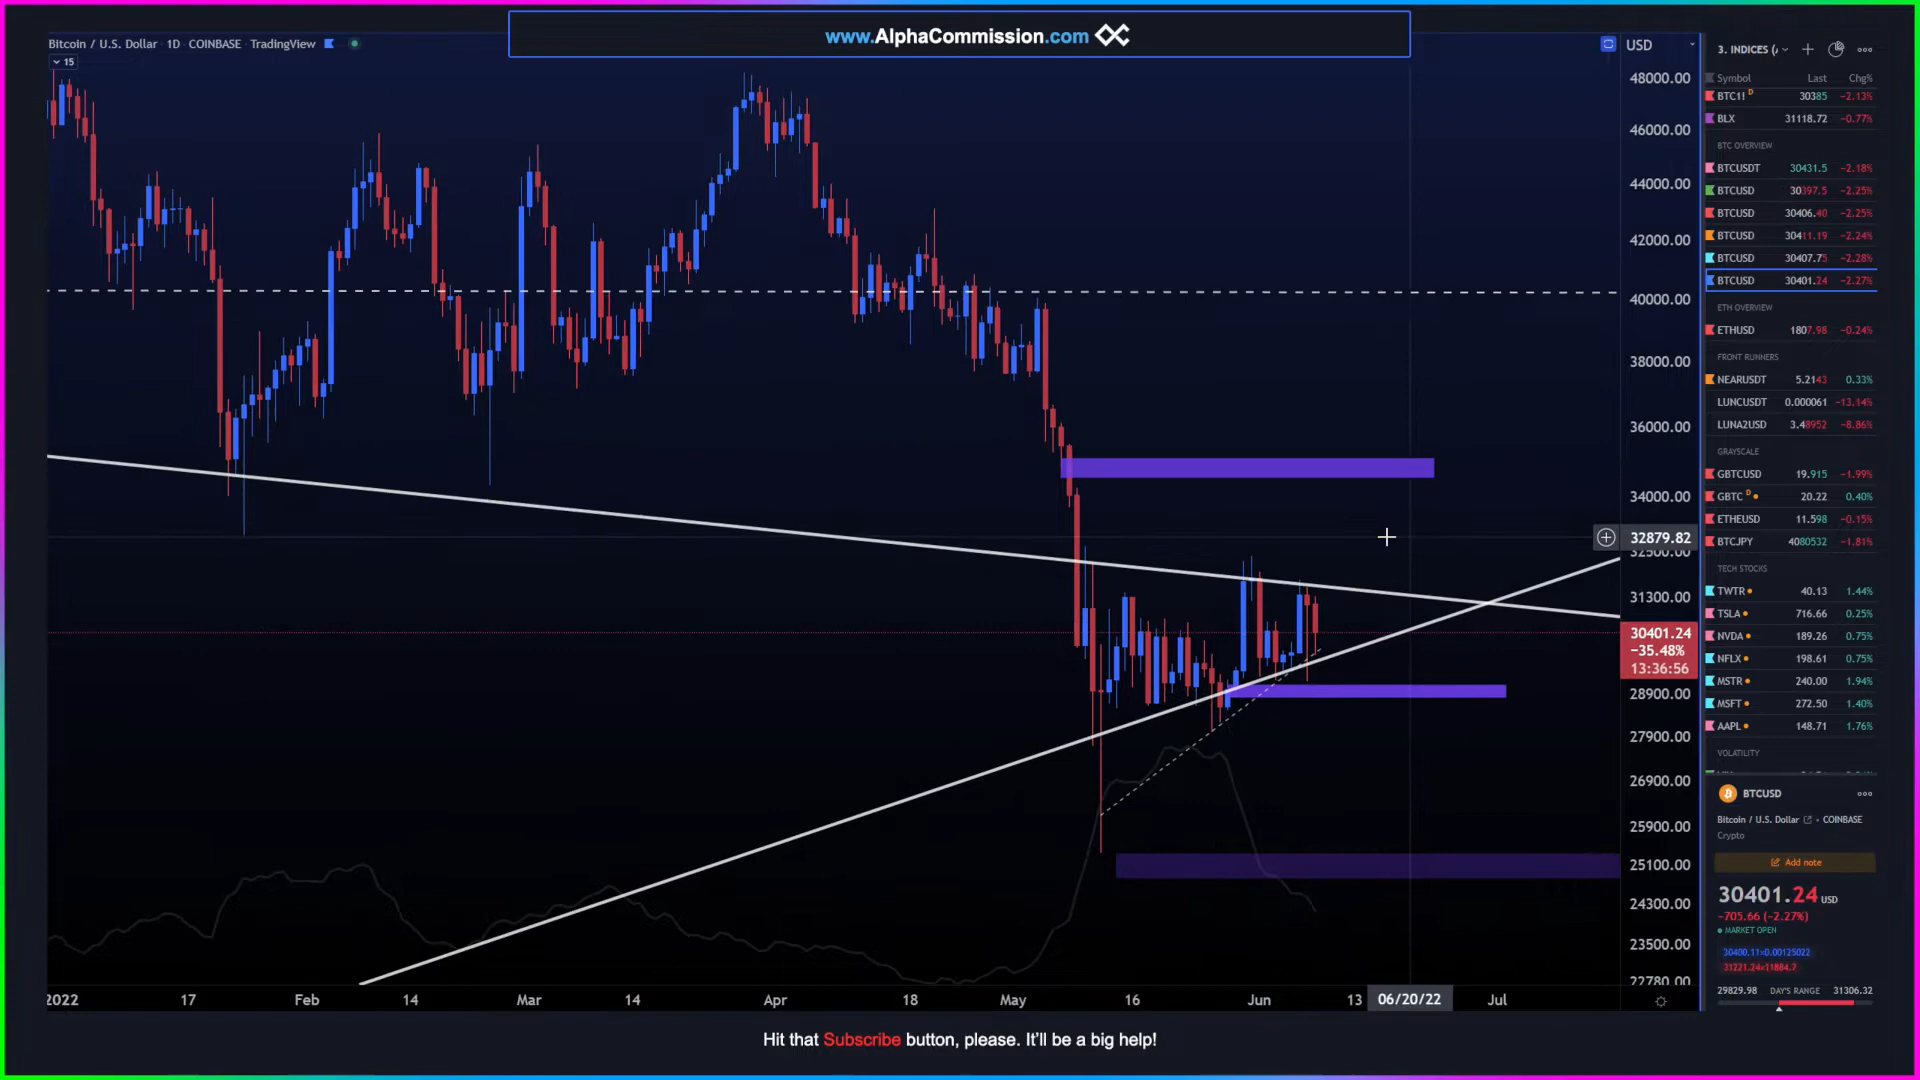 www.AlphaCommission.com
Bitcoin / U.S. Dollar 1D COINBASE TradingView
15
USD
48000.00
46000.00
44000.00
42000.00
40000.00
38000.00
36000.00
34000.00
32879.82
32500.00
31300.00
30401.24
-35.48%
13:36:56
28900.00
27900.00
26900.00
25900.00
25100.00
24300.00
23500.00
22780.00
2022 17 Feb 14 Mar 14 Apr 18 May 16 Jun 13 06/20/22 Jul
3. INDICES (
Symbol Last Chg%
BTC1! D 30385 -2.13%
BLX 31118.72 -0.77%
BTC OVERVIEW
BTCUSDT 30431.5 -2.18%
BTCUSD 30397.5 -2.25%
BTCUSD 30406.40 -2.25%
BTCUSD 30411.19 -2.24%
BTCUSD 30407.75 -2.28%
BTCUSD 30401.24 -2.27%
ETH OVERVIEW
ETHUSD 1807.98 -0.24%
FRONT RUNNERS
NEARUSDT 5.2143 0.33%
LUNCUSDT 0.000061 -13.14%
LUNA2USD 3.48952 -8.86%
GRAYSCALE
GBTCUSD 19.915 -1.99%
GBTC D 20.22 0.40%
ETHEUSD 11.598 -0.15%
BTCJPY 4080532 -1.81%
TECH STOCKS
TWTR 40.13 1.44%
TSLA 716.66 0.25%
NVDA 189.26 0.75%
NFLX 198.61 0.75%
MSTR 240.00 1.94%
MSFT 272.50 1.40%
AAPL 148.71 1.76%
VOLATILITY
BTCUSD
Bitcoin / U.S. Dollar • COINBASE
Crypto
Add note
30401.24 USD
-705.66 (-2.27%)
MARKET OPEN
30400.11×0.00125022
31221.24×11884.7
29829.98 DAY'S RANGE 31306.32
Hit that Subscribe button, please. It'll be a big help!